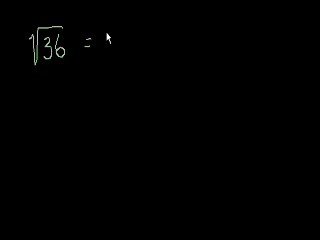 √36 =